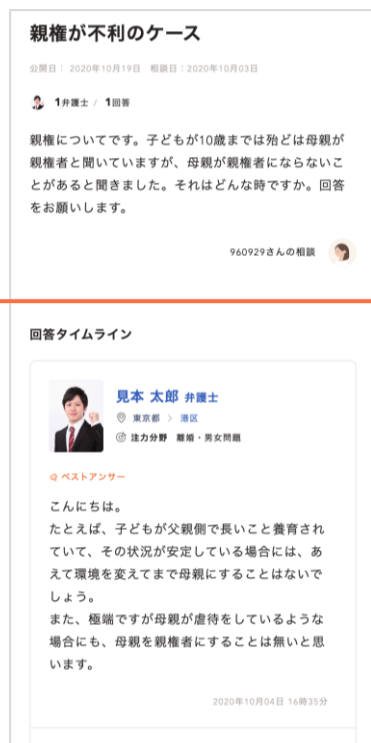 親権が不利のケース
公開日： 2020年10月19日 相談日：2020年10月03日
1弁護士 / 1回答
親権についてです。子どもが10歳までは殆どは母親が
親権者と聞いていますが、母親が親権者にならないこ
とがあると聞きました。それはどんな時ですか。回答
をお願いします。
960929さんの相談
回答タイムライン
見本 太郎 弁護士
東京都 > 港区
注力分野 離婚・男女問題
ベストアンサー
こんにちは。
たとえば、子どもが父親側で長いこと養育され
ていて、その状況が安定している場合には、あ
えて環境を変えてまで母親にすることはないで
しょう。
また、極端ですが母親が虐待をしているような
場合にも、母親を親権者にすることは無いと思
います。
2020年10月04日 16時35分